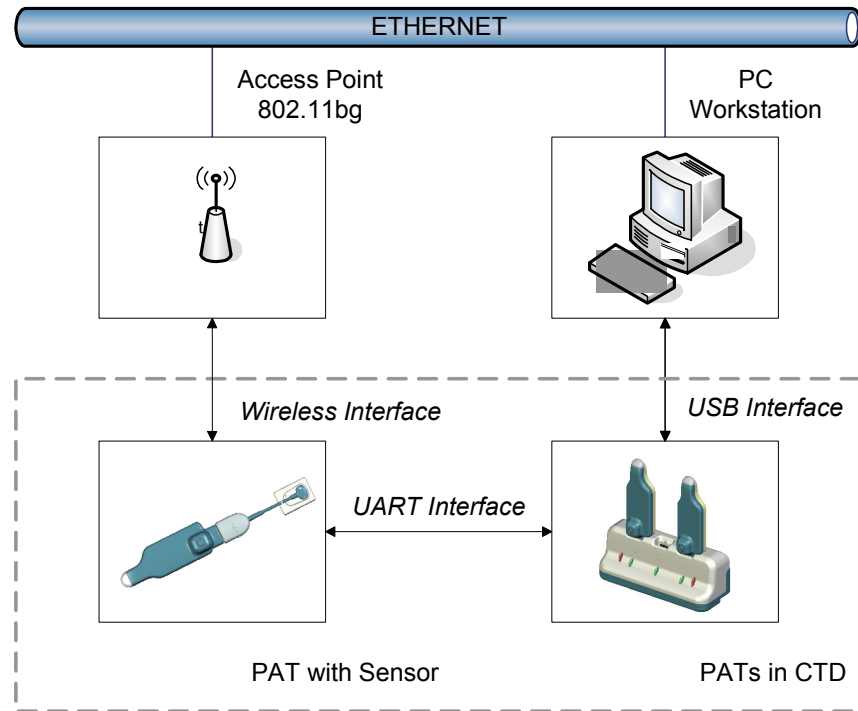 ETHERNET
Access Point
802.11bg
PC
Workstation
t
Wireless Interface
USB Interface
UART Interface
PAT with Sensor
PATs in CTD